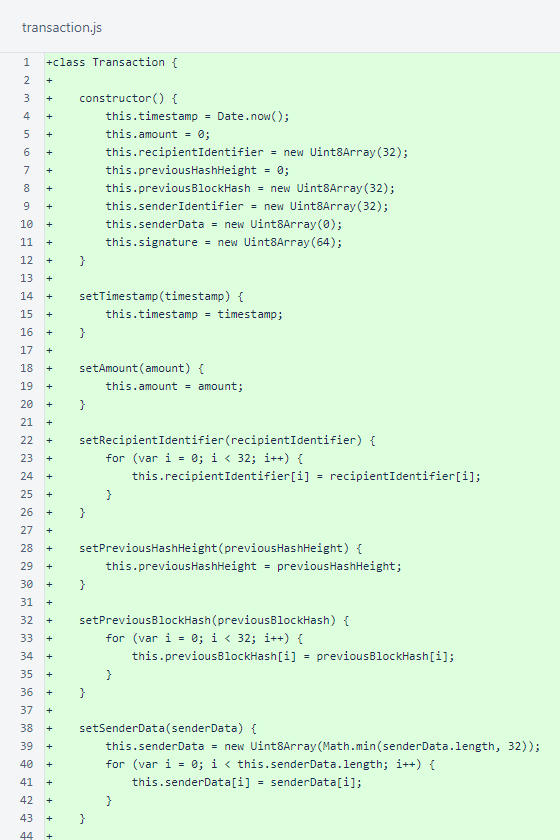 transaction.js
1 +class Transaction {
2 +
3 +    constructor() {
4 +        this.timestamp = Date.now();
5 +        this.amount = 0;
6 +        this.recipientIdentifier = new Uint8Array(32);
7 +        this.previousHashHeight = 0;
8 +        this.previousBlockHash = new Uint8Array(32);
9 +        this.senderIdentifier = new Uint8Array(32);
10 +        this.senderData = new Uint8Array(0);
11 +        this.signature = new Uint8Array(64);
12 +    }
13 +
14 +    setTimestamp(timestamp) {
15 +        this.timestamp = timestamp;
16 +    }
17 +
18 +    setAmount(amount) {
19 +        this.amount = amount;
20 +    }
21 +
22 +    setRecipientIdentifier(recipientIdentifier) {
23 +        for (var i = 0; i < 32; i++) {
24 +            this.recipientIdentifier[i] = recipientIdentifier[i];
25 +        }
26 +    }
27 +
28 +    setPreviousHashHeight(previousHashHeight) {
29 +        this.previousHashHeight = previousHashHeight;
30 +    }
31 +
32 +    setPreviousBlockHash(previousBlockHash) {
33 +        for (var i = 0; i < 32; i++) {
34 +            this.previousBlockHash[i] = previousBlockHash[i];
35 +        }
36 +    }
37 +
38 +    setSenderData(senderData) {
39 +        this.senderData = new Uint8Array(Math.min(senderData.length, 32));
40 +        for (var i = 0; i < this.senderData.length; i++) {
41 +            this.senderData[i] = senderData[i];
42 +        }
43 +    }
44 +